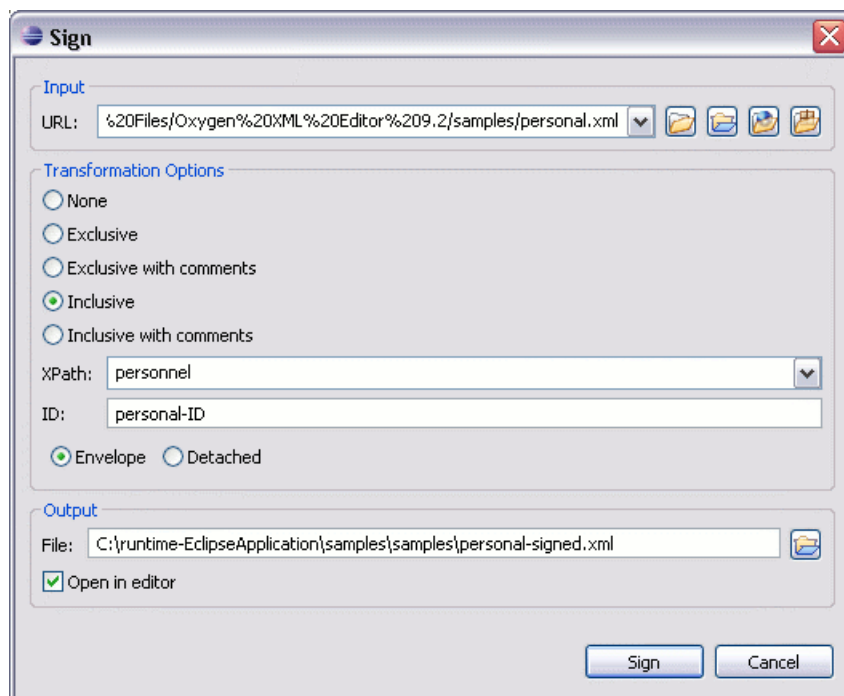 Sign
Input
URL: %20Files/Oxygen%20XML%20Editor%209.2/samples/personal.xml
Transformation Options
None
Exclusive
Exclusive with comments
Inclusive
Inclusive with comments
XPath: personnel
ID: personal-ID
Envelope Detached
Output
File: C:\runtime-EclipseApplication\samples\samples\personal-signed.xml
Open in editor
Sign Cancel